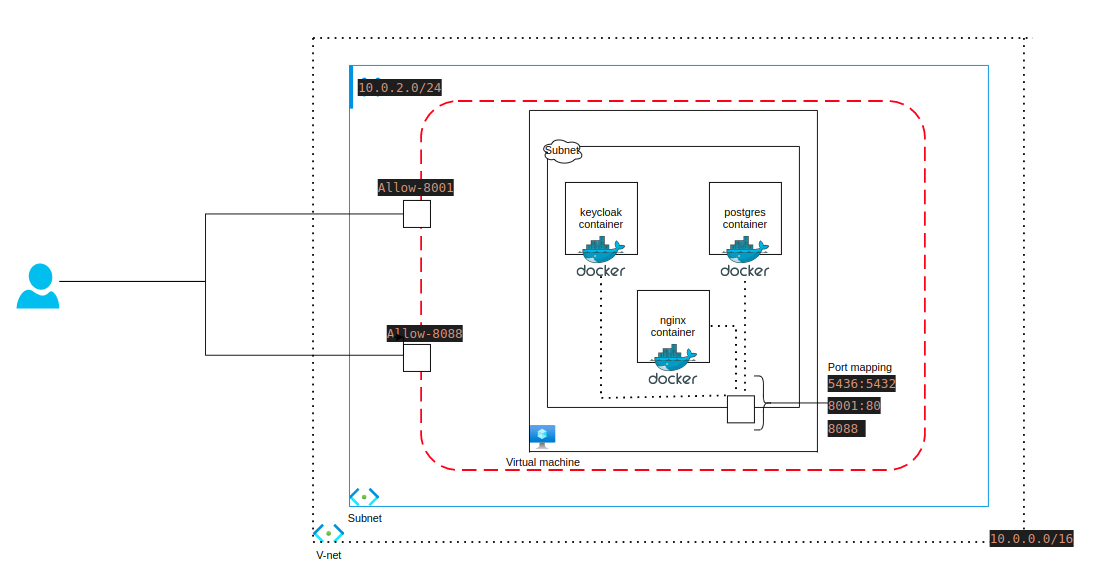 10.0.2.0/24
Allow-8001
Subnet
keycloak
container
docker
postgres
container
docker
nginx
container
docker
Allow-8088
Port mapping
5436:5432
8001:80
8088
Virtual machine
Subnet
V-net
10.0.0.0/16